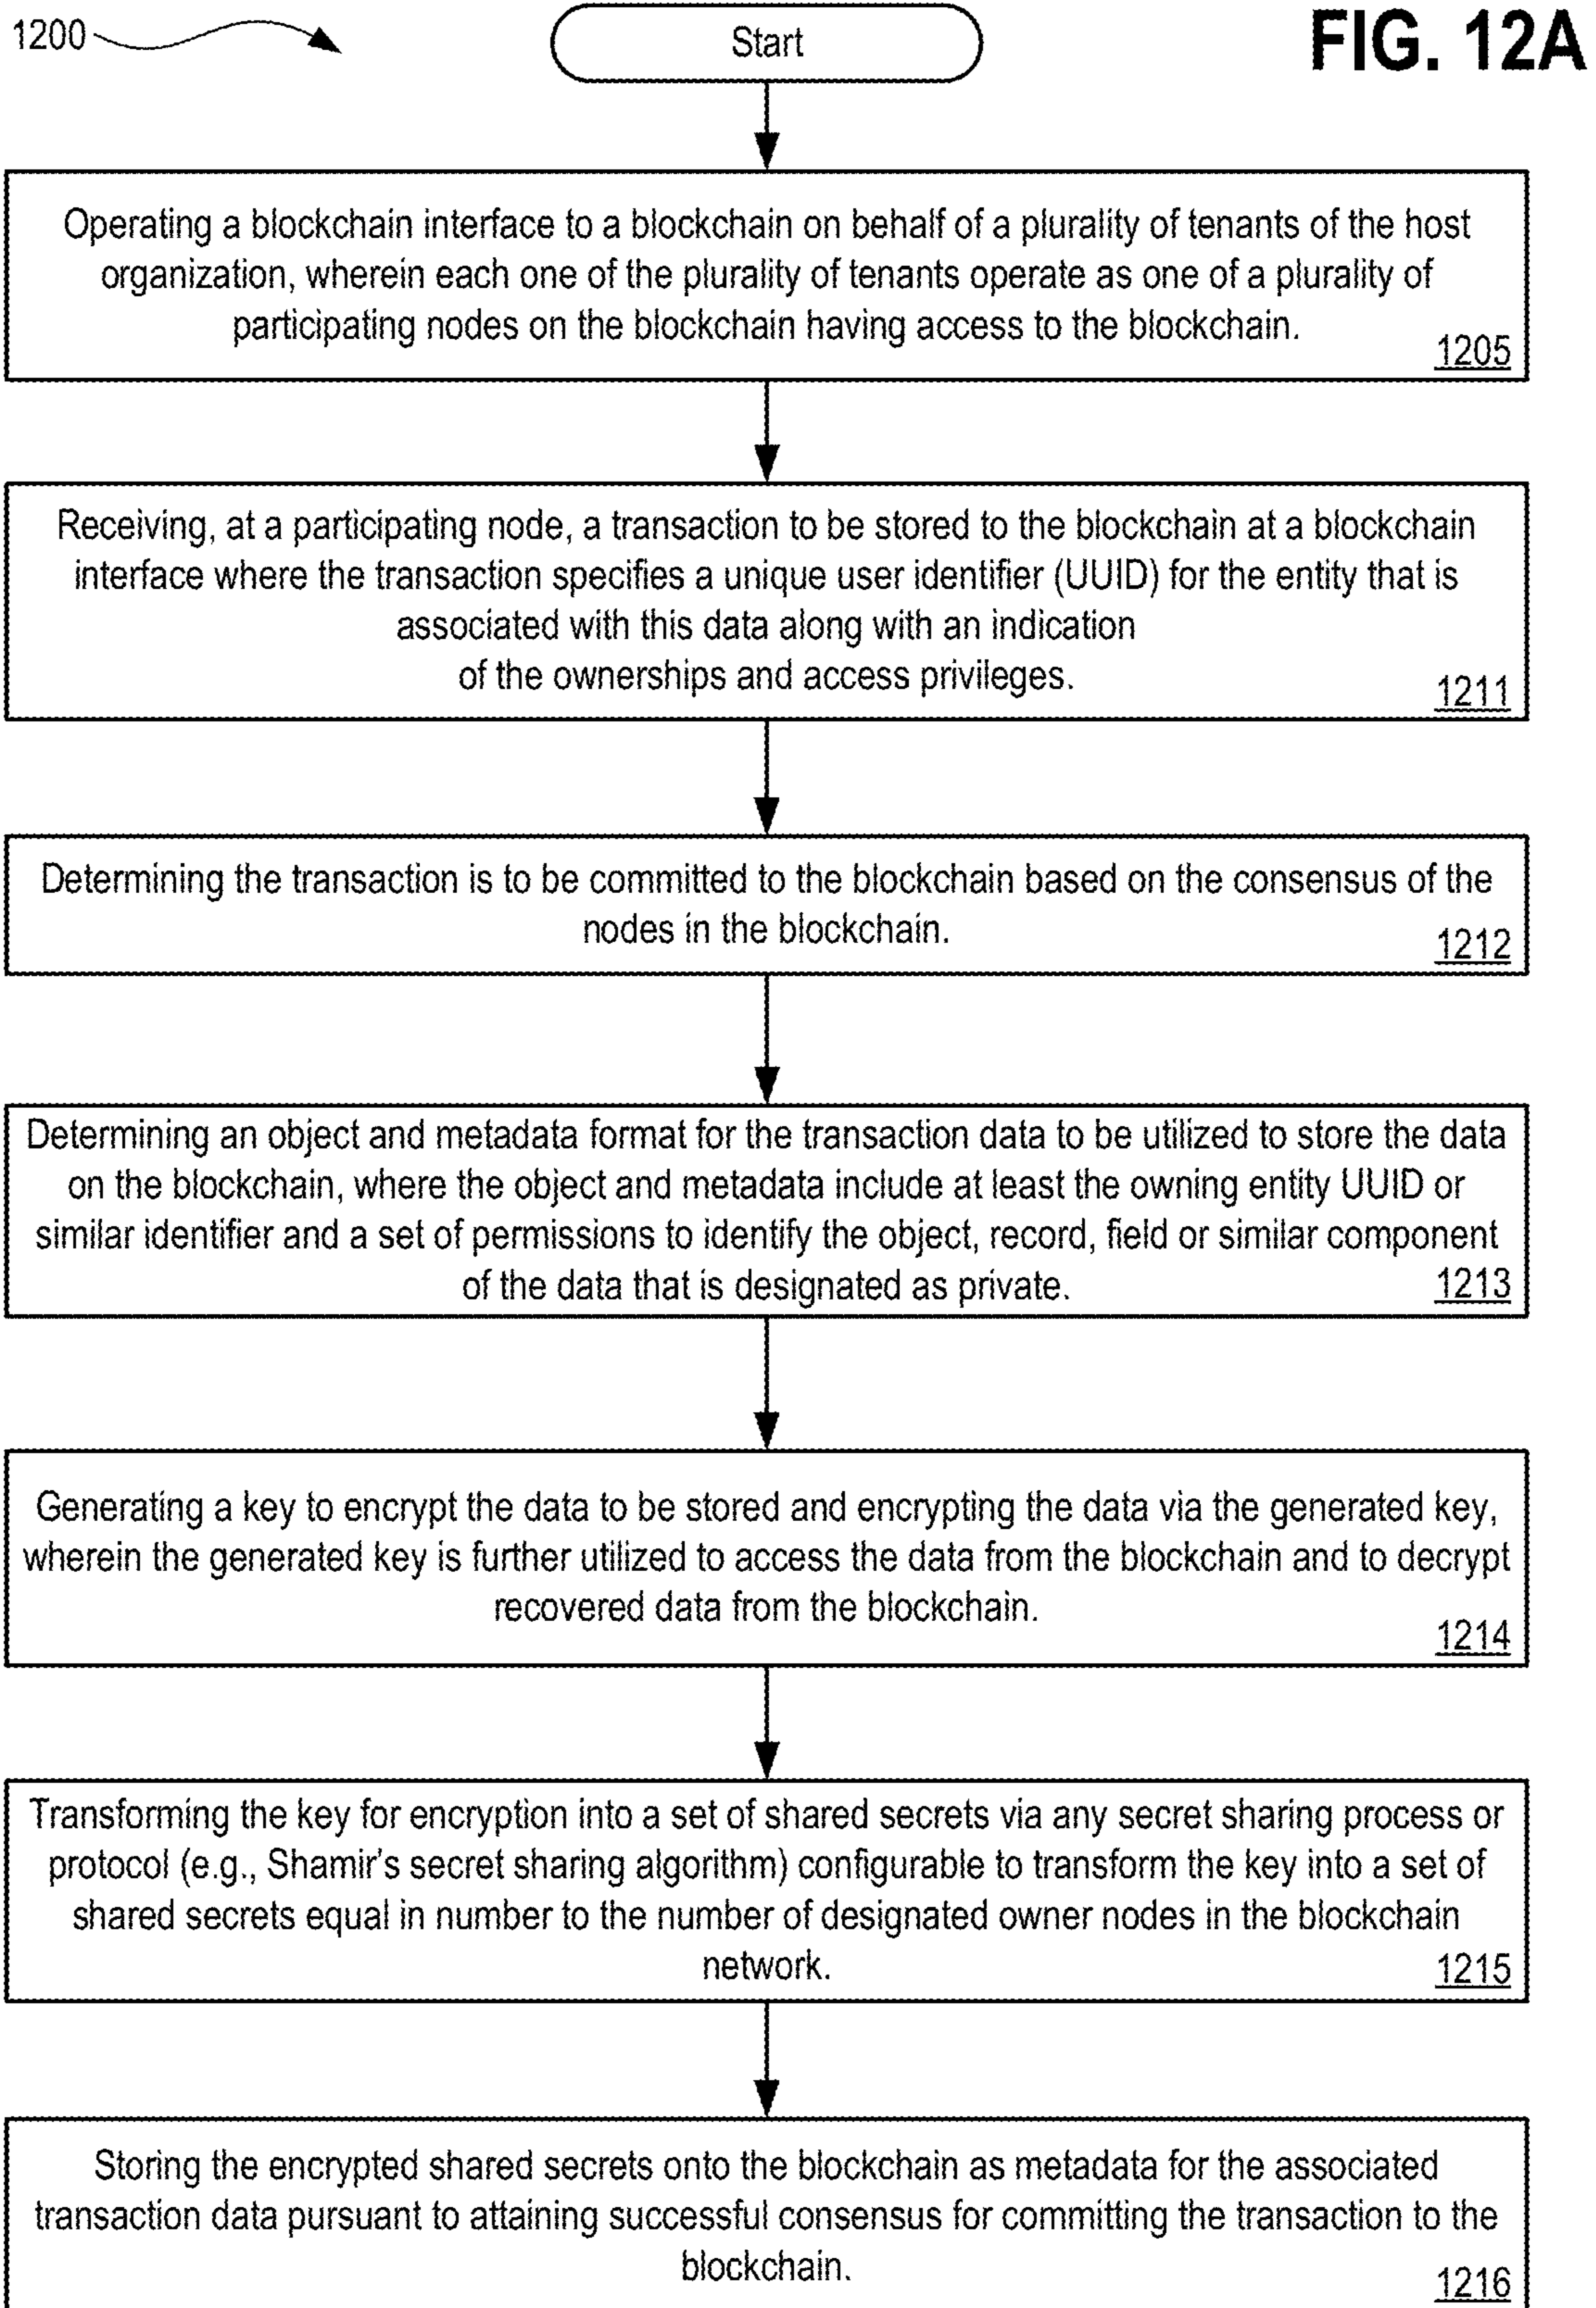 1200
Start
FIG. 12A
Operating a blockchain interface to a blockchain on behalf of a plurality of tenants of the host
organization, wherein each one of the plurality of tenants operate as one of a plurality of
participating nodes on the blockchain having access to the blockchain.
1205
Receiving, at a participating node, a transaction to be stored to the blockchain at a blockchain
interface where the transaction specifies a unique user identifier (UUID) for the entity that is
associated with this data along with an indication
of the ownerships and access privileges.
1211
Determining the transaction is to be committed to the blockchain based on the consensus of the
nodes in the blockchain.
1212
Determining an object and metadata format for the transaction data to be utilized to store the data
on the blockchain, where the object and metadata include at least the owning entity UUID or
similar identifier and a set of permissions to identify the object, record, field or similar component
of the data that is designated as private.
1213
Generating a key to encrypt the data to be stored and encrypting the data via the generated key,
wherein the generated key is further utilized to access the data from the blockchain and to decrypt
recovered data from the blockchain.
1214
Transforming the key for encryption into a set of shared secrets via any secret sharing process or
protocol (e.g., Shamir's secret sharing algorithm) configurable to transform the key into a set of
shared secrets equal in number to the number of designated owner nodes in the blockchain
network.
1215
Storing the encrypted shared secrets onto the blockchain as metadata for the associated
transaction data pursuant to attaining successful consensus for committing the transaction to the
blockchain.
1216